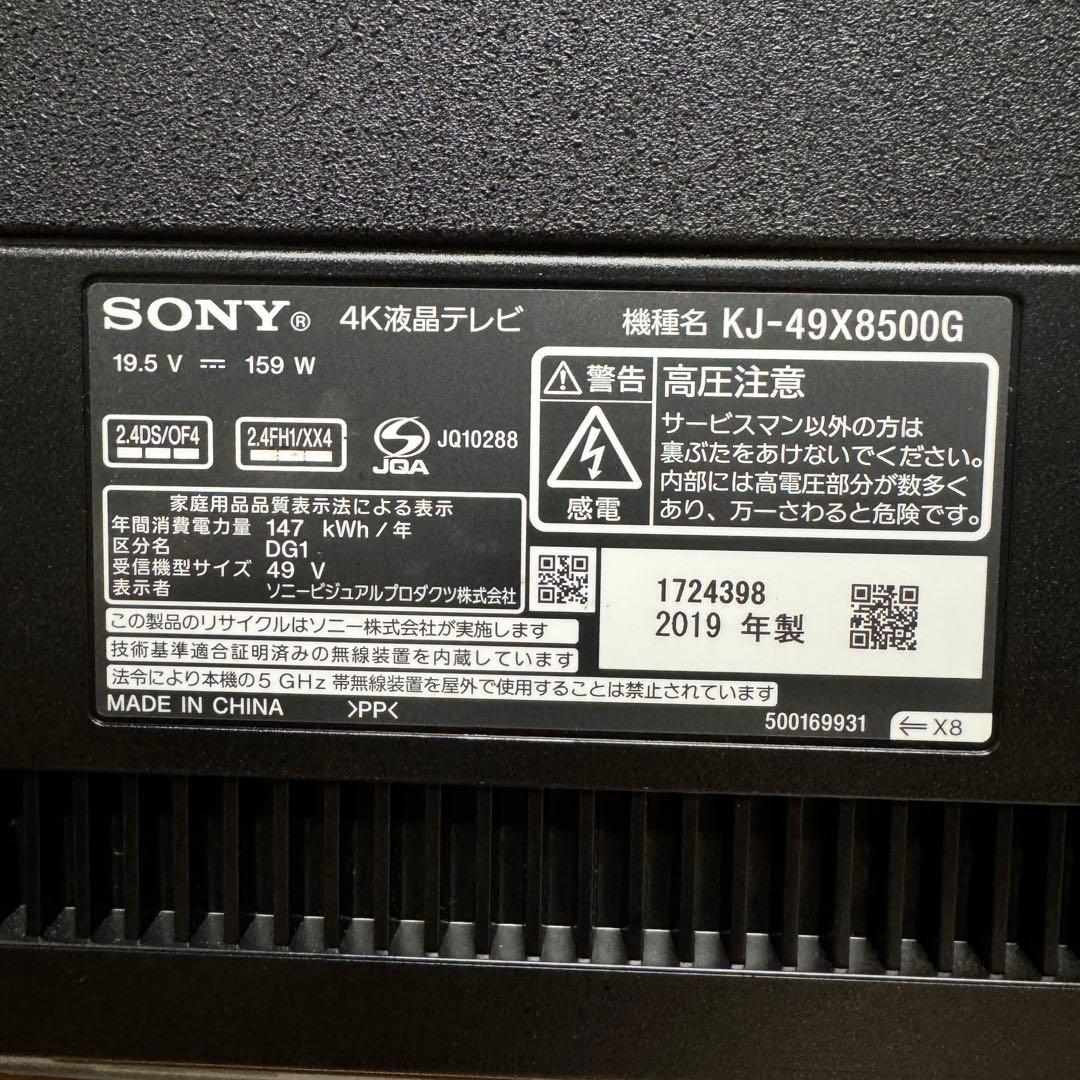 SONY® 4K液晶テレビ
機種名 KJ-49X8500G
19.5 V ⎓ 159 W
2.4DS/OF4
2.4FH1/XX4
JQA
JQ10288
警告
感電
高圧注意
サービスマン以外の方は
裏ぶたをあけないでください。
内部には高電圧部分が数多く
あり、万一さわると危険です。
家庭用品品質表示法による表示
年間消費電力量 147 kWh/年
区分名 DG1
受信機型サイズ 49 V
表示者 ソニービジュアルプロダクツ株式会社
1724398
2019 年製
この製品のリサイクルはソニー株式会社が実施します
技術基準適合証明済みの無線装置を内蔵しています
法令により本機の5 GHz 帯無線装置を屋外で使用することは禁止されています
MADE IN CHINA >PP<
500169931
⇐X8